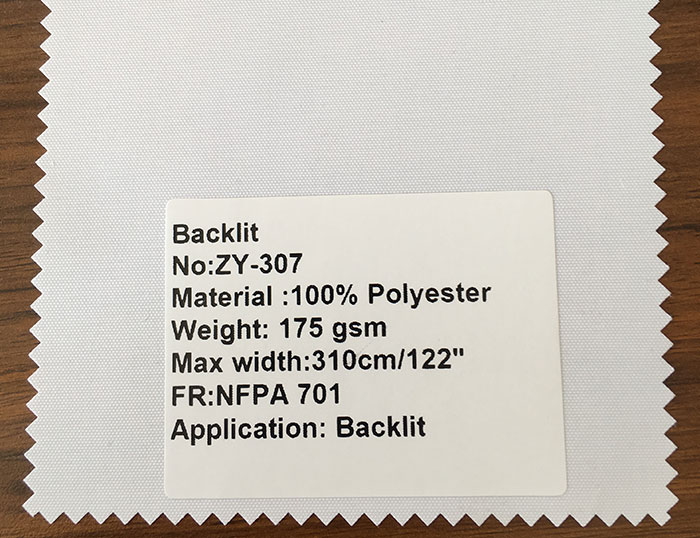 Backlit
No:ZY-307
Material :100% Polyester
Weight: 175 gsm
Max width:310cm/122"
FR:NFPA 701
Application: Backlit